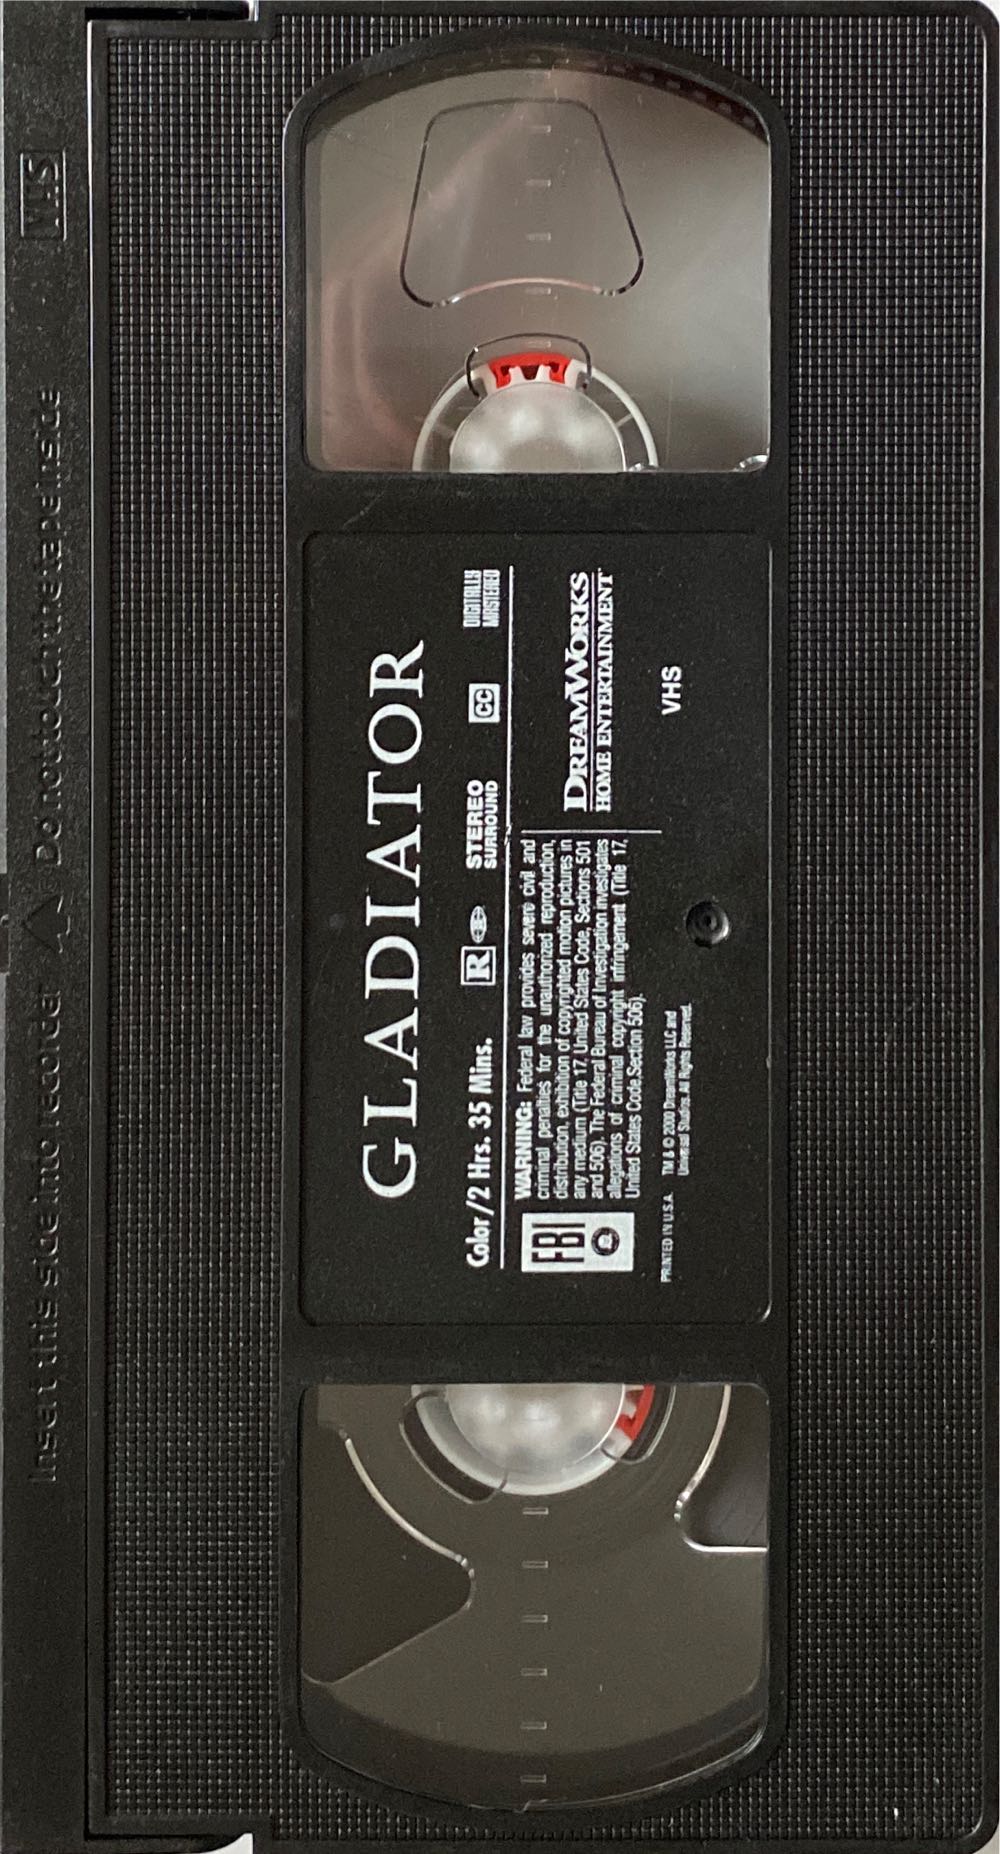 Insert this side into recorder Do not touch the tape inside VHS
GLADIATOR
Color/2 Hrs. 35 Mins. R STEREO SURROUND CC DIGITALLY MASTERED
FBI
WARNING: Federal law provides severe civil and
criminal penalties for the unauthorized reproduction,
distribution, exhibition of copyrighted motion pictures in
any medium (Title 17, United States Code, Sections 501
and 506). The Federal Bureau of Investigation investigates
allegations of criminal copyright infringement (Title 17,
United States Code,Section 506).
DREAMWORKS
HOME ENTERTAINMENT
VHS
PRINTED IN U.S.A.
TM & © 2000 DreamWorks LLC and
Universal Studios. All Rights Reserved.